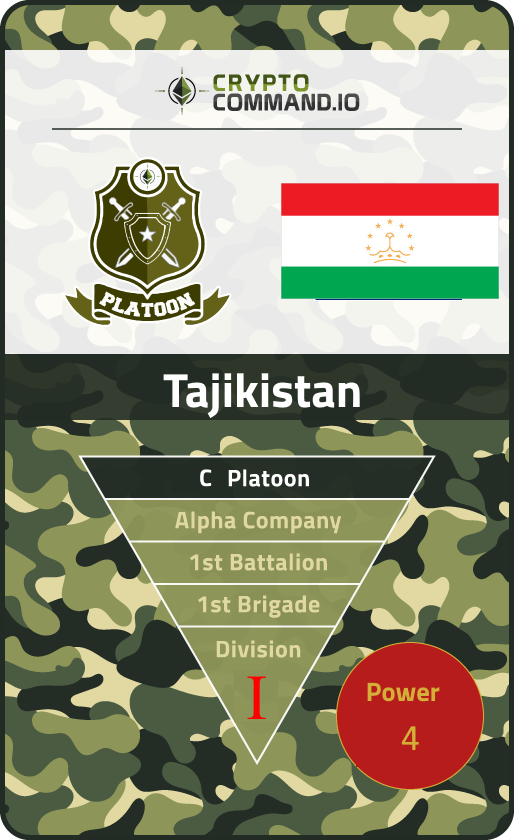 CRYPTO
COMMAND.IO
PLATOON
Tajikistan
C Platoon
Alpha Company
1st Battalion
1st Brigade
Division
I
Power
4